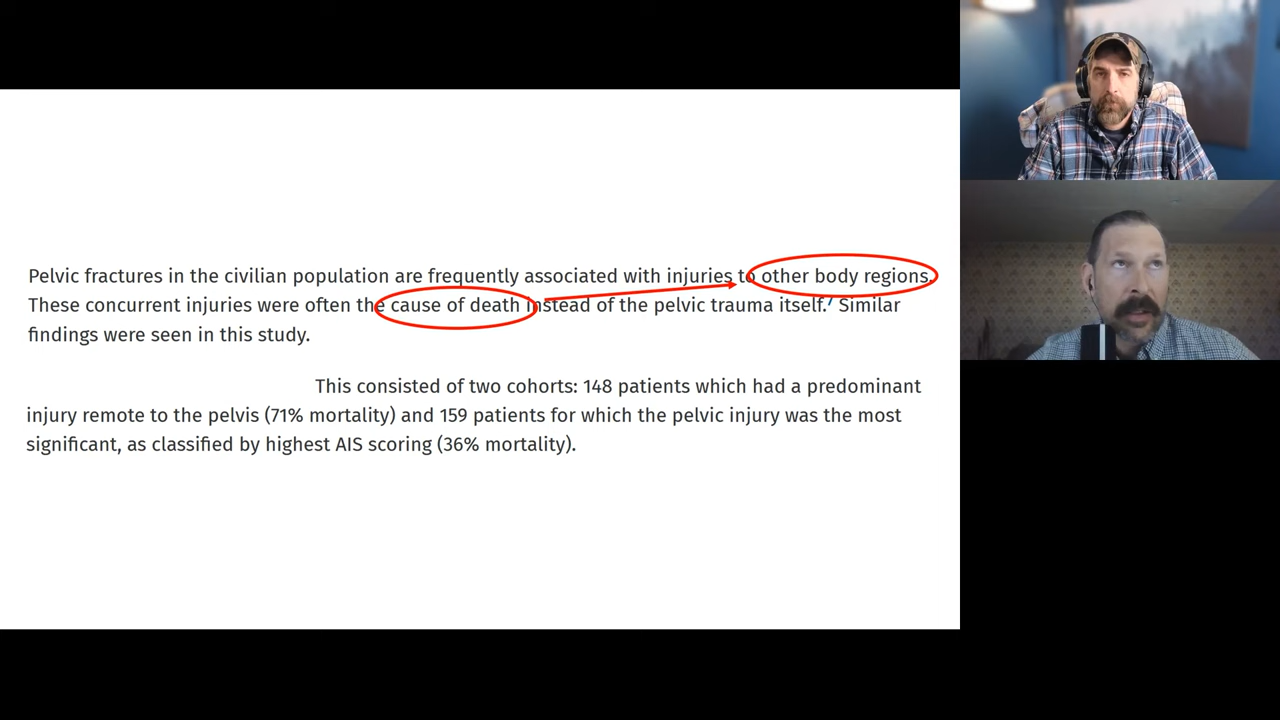 Pelvic fractures in the civilian population are frequently associated with injuries to other body regions.
These concurrent injuries were often the cause of death instead of the pelvic trauma itself.⁷ Similar
findings were seen in this study.
This consisted of two cohorts: 148 patients which had a predominant
injury remote to the pelvis (71% mortality) and 159 patients for which the pelvic injury was the most
significant, as classified by highest AIS scoring (36% mortality).